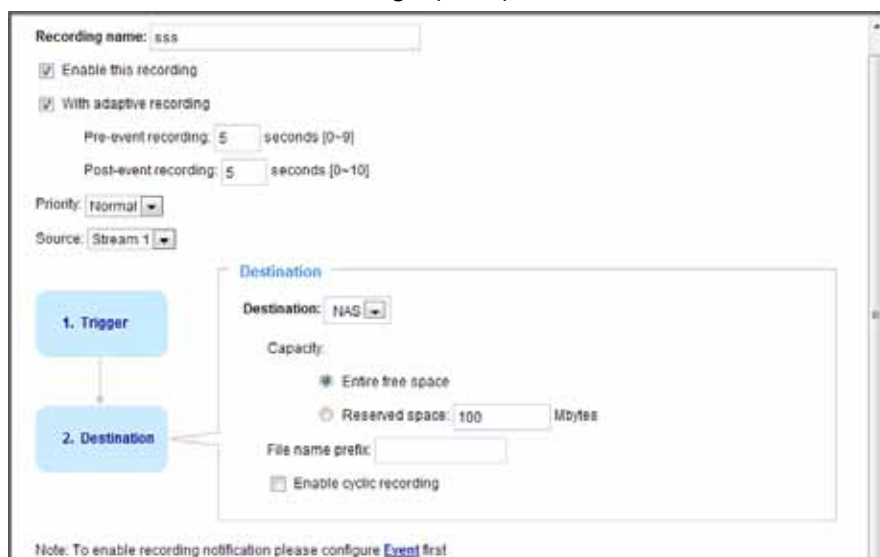 Recording name: sss
Enable this recording
With adaptive recording
Pre-event recording: 5 seconds [0~9]
Post-event recording: 5 seconds [0~10]
Priority: Normal
Source: Stream 1
1. Trigger
2. Destination
Destination
Destination: NAS
Capacity:
Entire free space
Reserved space: 100 Mbytes
File name prefix:
Enable cyclic recording
Note: To enable recording notification please configure Event first